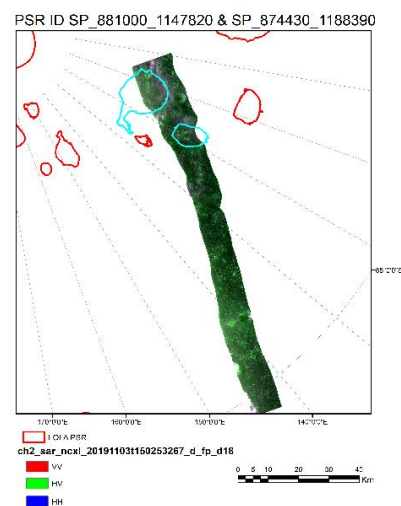 PSR ID SP_881000_1147820 & SP_874430_1188390
85°0'0"S
170°0'0"E 160°0'0"E 150°0'0"E 140°0'0"E
LOLA PSR
ch2_sar_ncxl_20191103t150253267_d_fp_d18
VV
0 5 10 20 30 40
HV
Km
HH